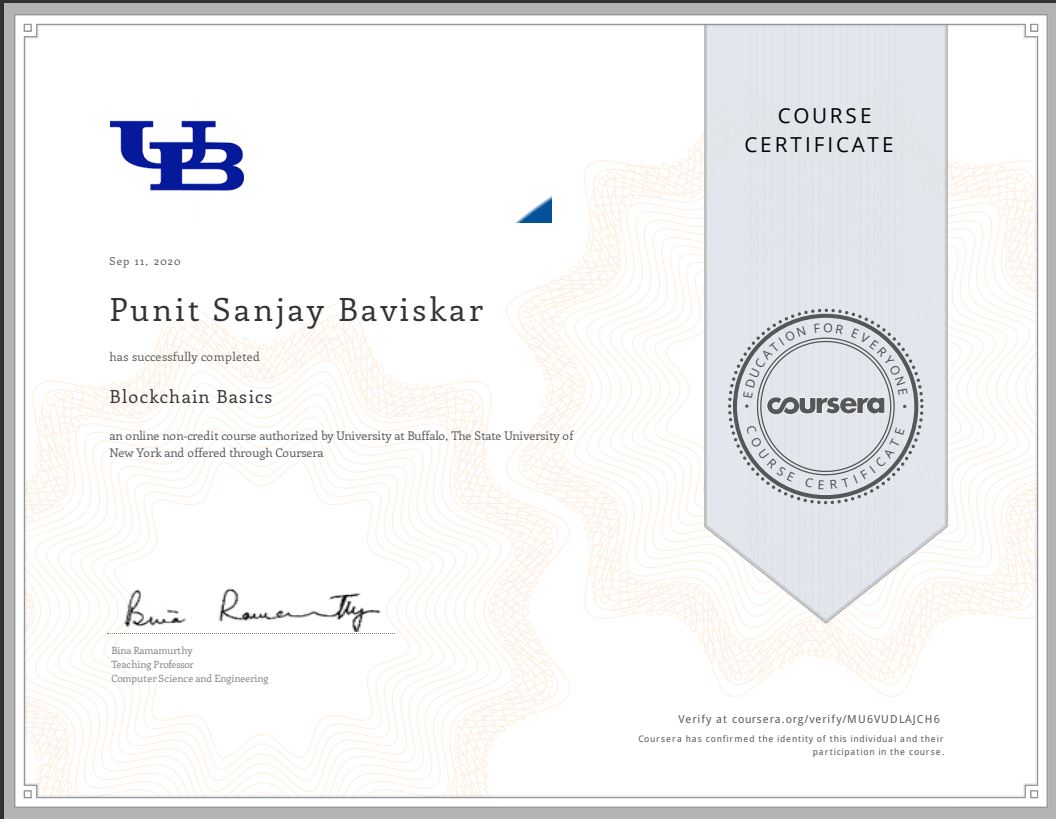 UB
COURSE
CERTIFICATE
Sep 11, 2020
Punit Sanjay Baviskar
has successfully completed
Blockchain Basics
an online non-credit course authorized by University at Buffalo, The State University of
New York and offered through Coursera
EDUCATION FOR EVERYONE
coursera
COURSE CERTIFICATE
Bina Ramamurthy
Bina Ramamurthy
Teaching Professor
Computer Science and Engineering
Verify at coursera.org/verify/MU6VUDLAJCH6
Coursera has confirmed the identity of this individual and their
participation in the course.